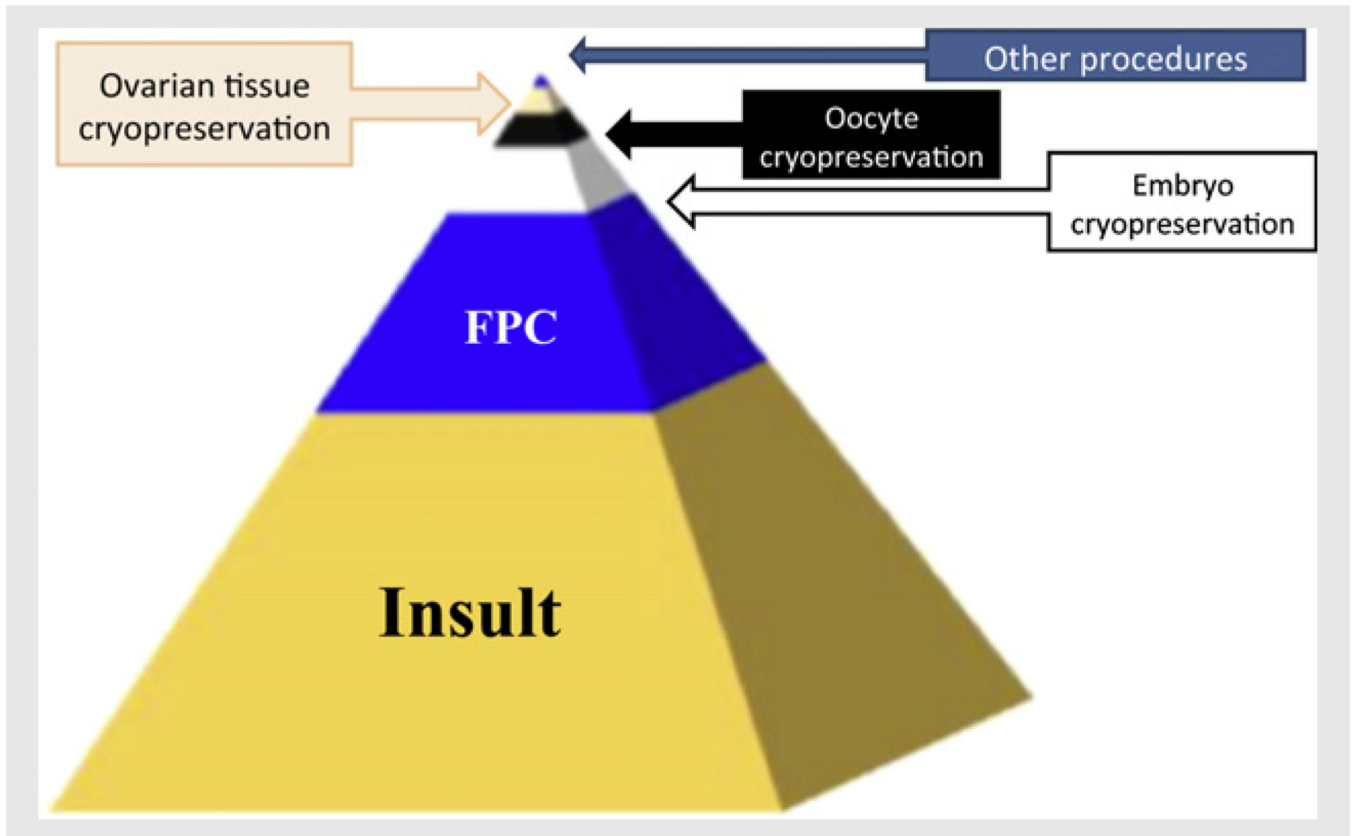 Other procedures
Ovarian tissue
cryopreservation
Oocyte
cryopreservation
Embryo
cryopreservation
FPC
Insult